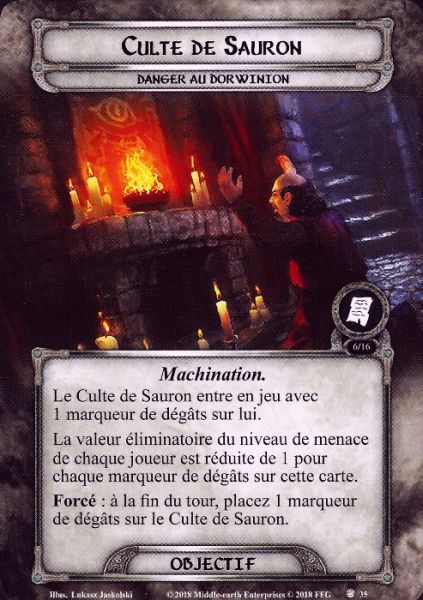 Culte de Sauron
Danger au Dorwinion
6/16
Machination.
Le Culte de Sauron entre en jeu avec
1 marqueur de dégâts sur lui.
La valeur éliminatoire du niveau de menace
de chaque joueur est réduite de 1 pour
chaque marqueur de dégâts sur cette carte.
Forcé : à la fin du tour, placez 1 marqueur
de dégâts sur le Culte de Sauron.
Objectif
Illus. Lukasz Jaskolski ©2018 Middle-earth Enterprises © 2018 FFG 35